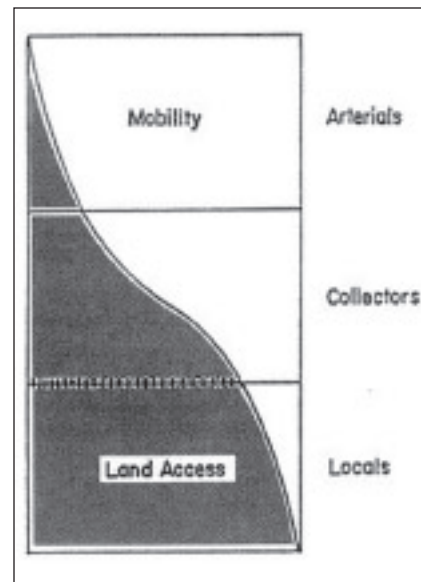 Mobility
Arterials
Collectors
Land Access
Locals